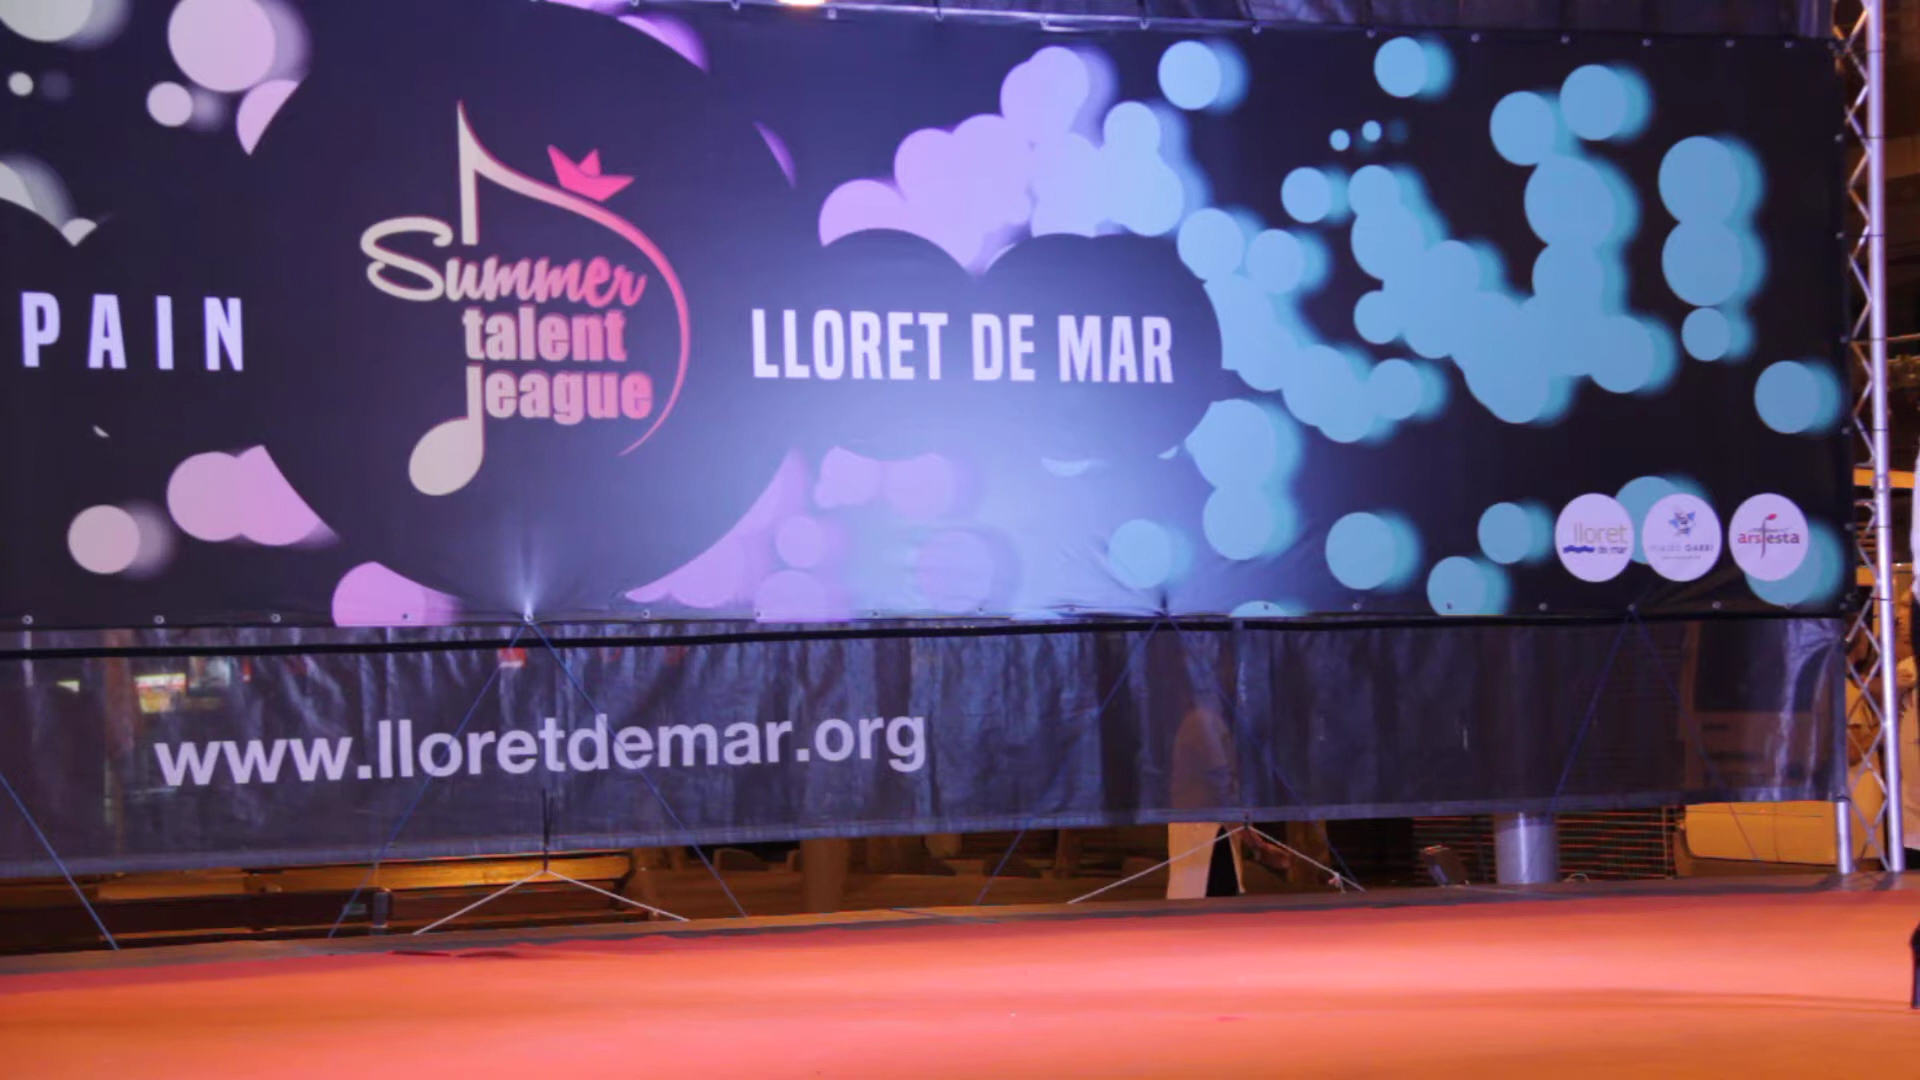 PAIN
Summer
talent
league
LLORET DE MAR
lloret
de mar
arsfesta
www.lloretdemar.org